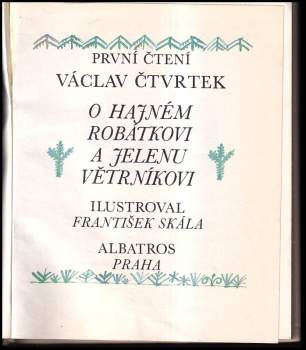 PRVNÍ ČTENÍ
VÁCLAV ČTVRTEK
O HAJNÉM
ROBÁTKOVI
A JELENU
VĚTRNÍKOVI
ILUSTROVAL
FRANTIŠEK SKÁLA
ALBATROS
PRAHA